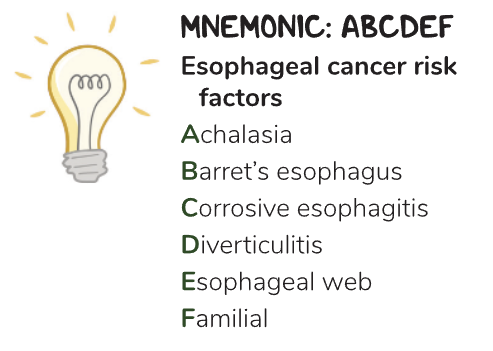 MNEMONIC: ABCDEF
Esophageal cancer risk
factors
Achalasia
Barret's esophagus
Corrosive esophagitis
Diverticulitis
Esophageal web
Familial